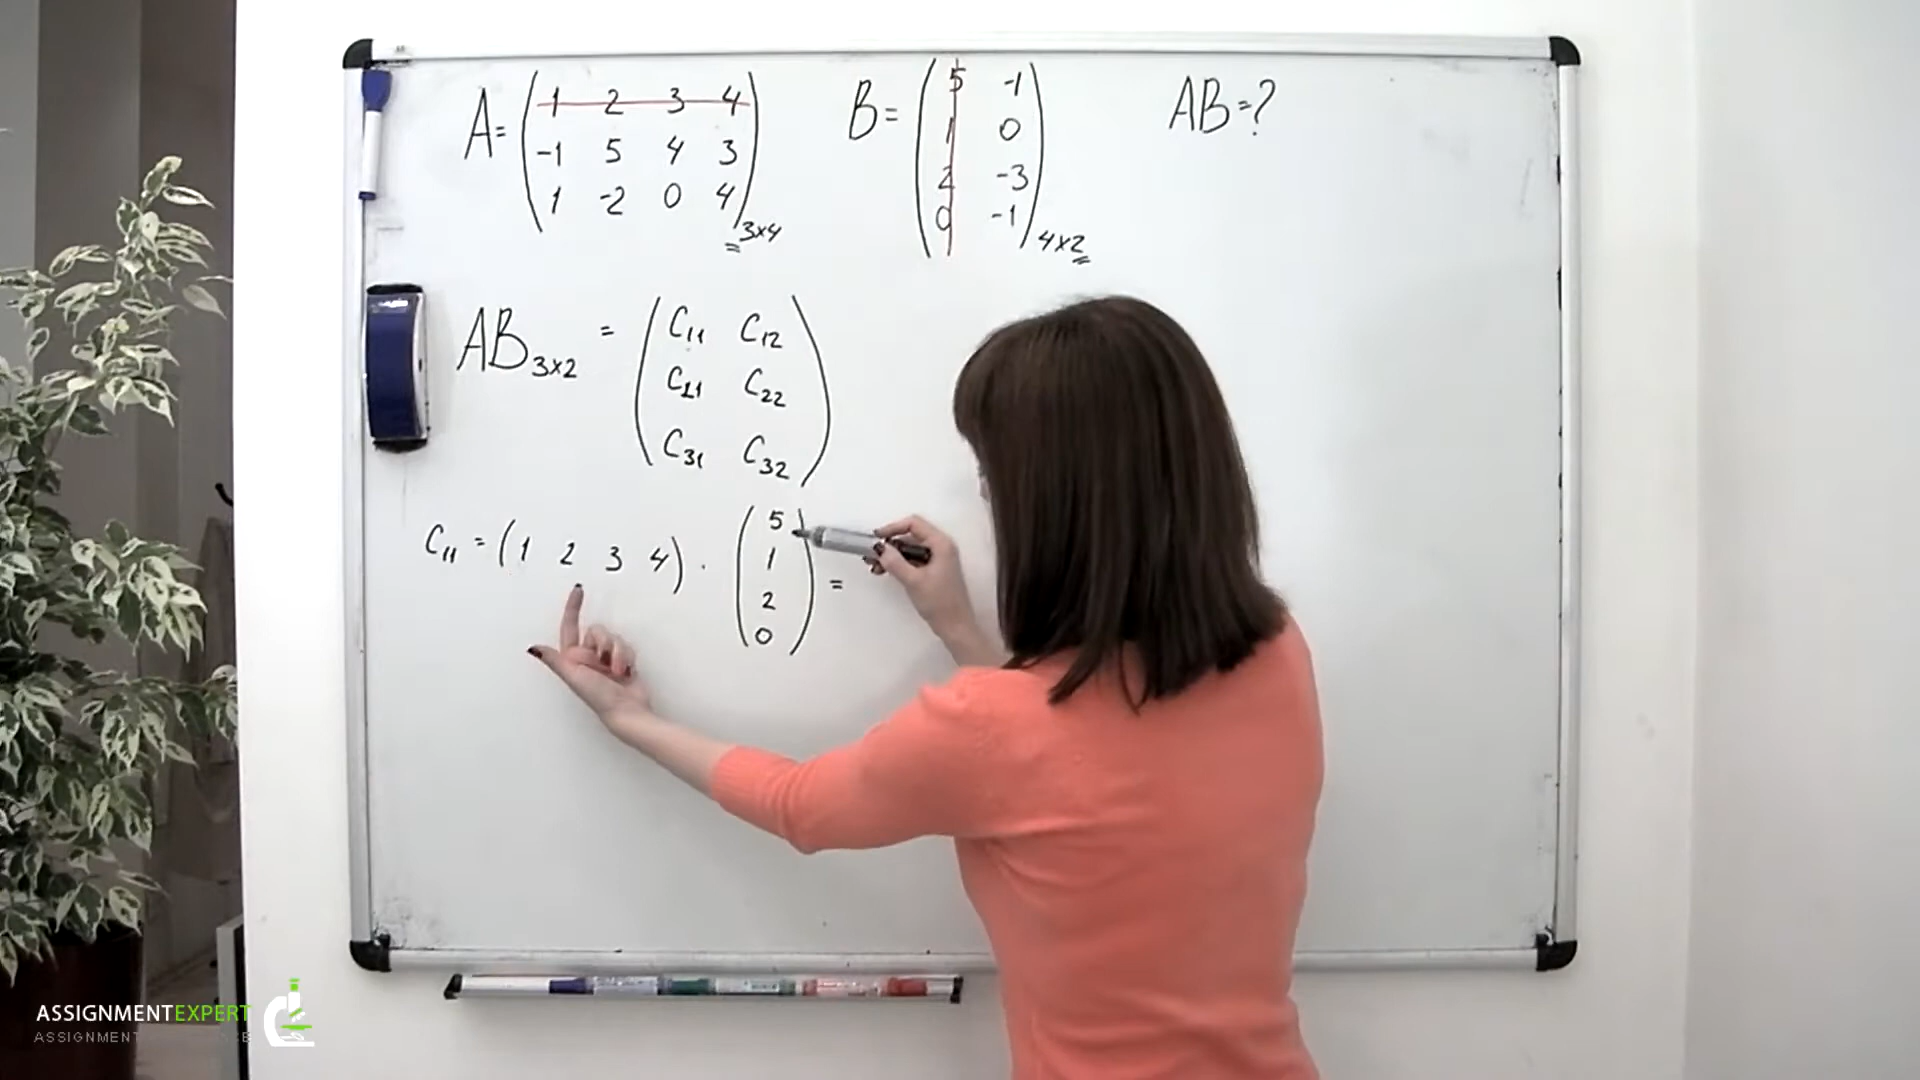 A= ( 1 2 3 4
-1 5 4 3
1 -2 0 4 ) 3x4
B= ( 5 -1
1 0
2 -3
0 -1 ) 4x2
AB=?
AB3x2 = ( C11 C12
C21 C22
C31 C32 )
C11 = (1 2 3 4) · ( 5
1
2
0 ) =
ASSIGNMENTEXPERT
ASSIGNMENT